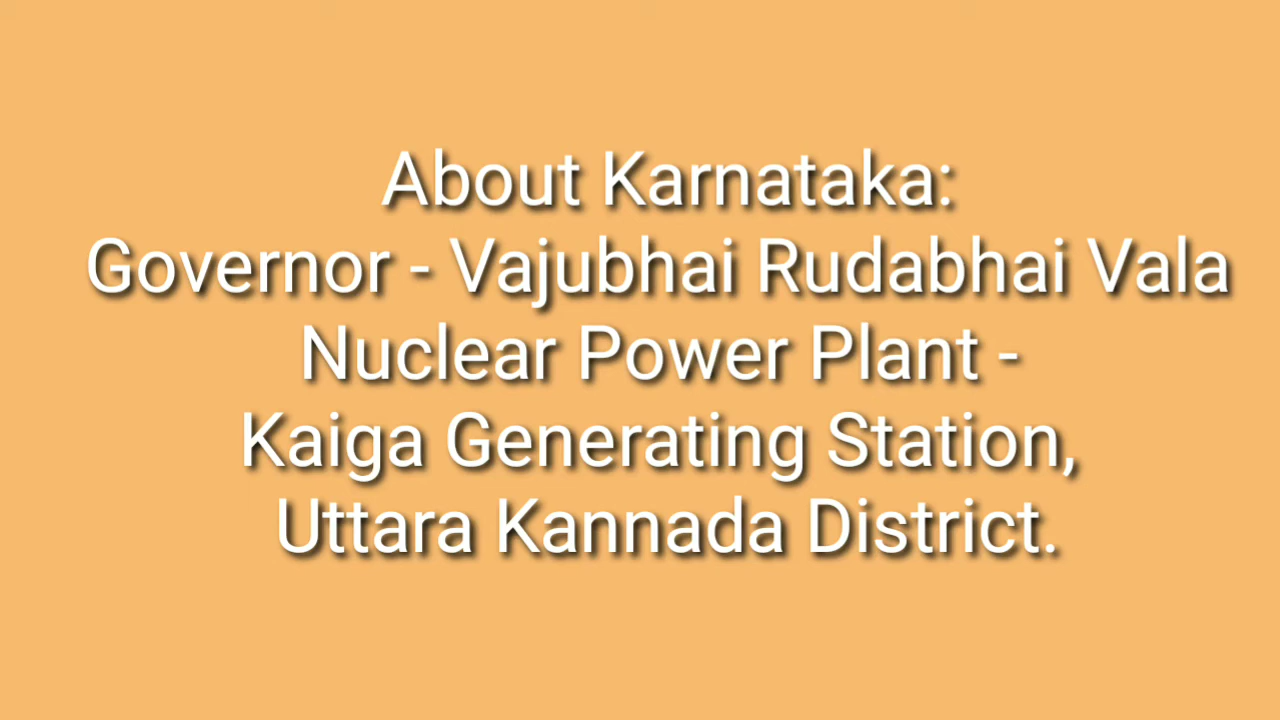 About Karnataka:
Governor - Vajubhai Rudabhai Vala
Nuclear Power Plant -
Kaiga Generating Station,
Uttara Kannada District.